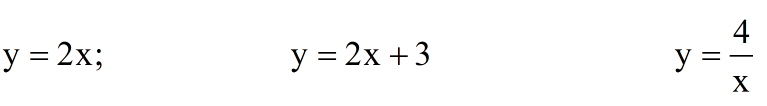 y = 2x; y = 2x + 3 y = 4/x